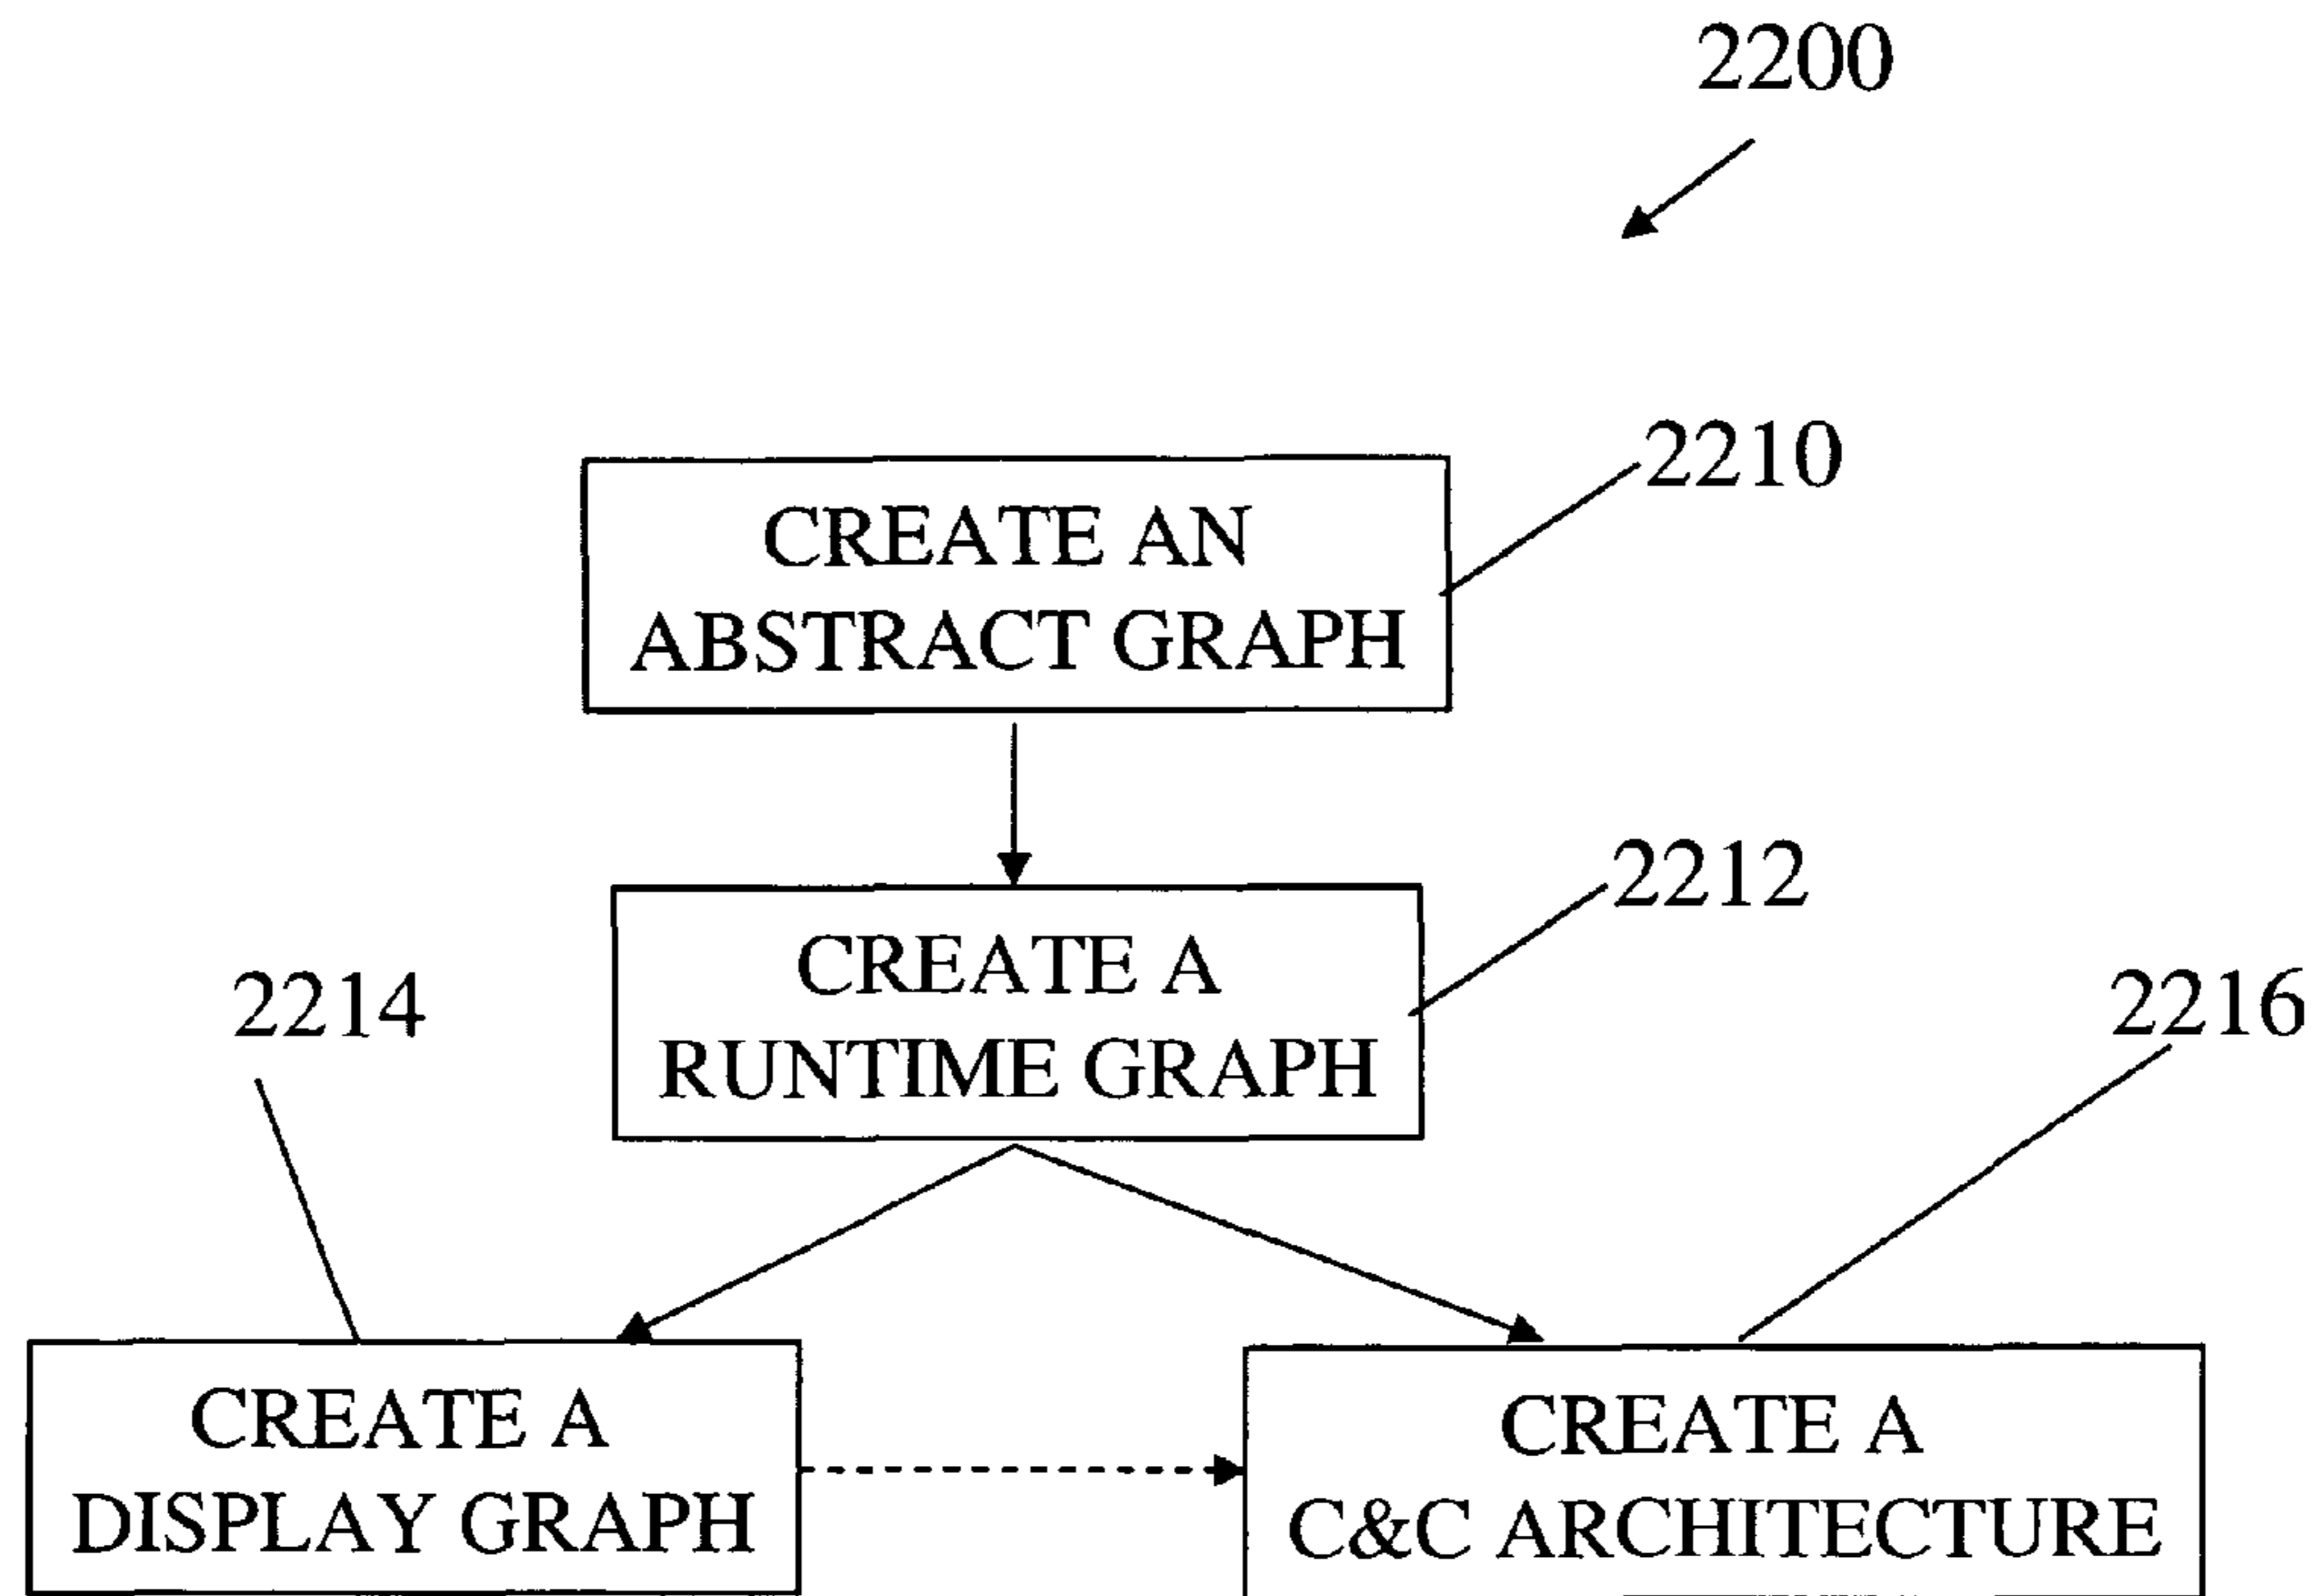 2200
CREATE AN
ABSTRACT GRAPH
2210
CREATE A
RUNTIME GRAPH
2212
2214
2216
CREATE A
DISPLAY GRAPH
CREATE A
C&C ARCHITECTURE